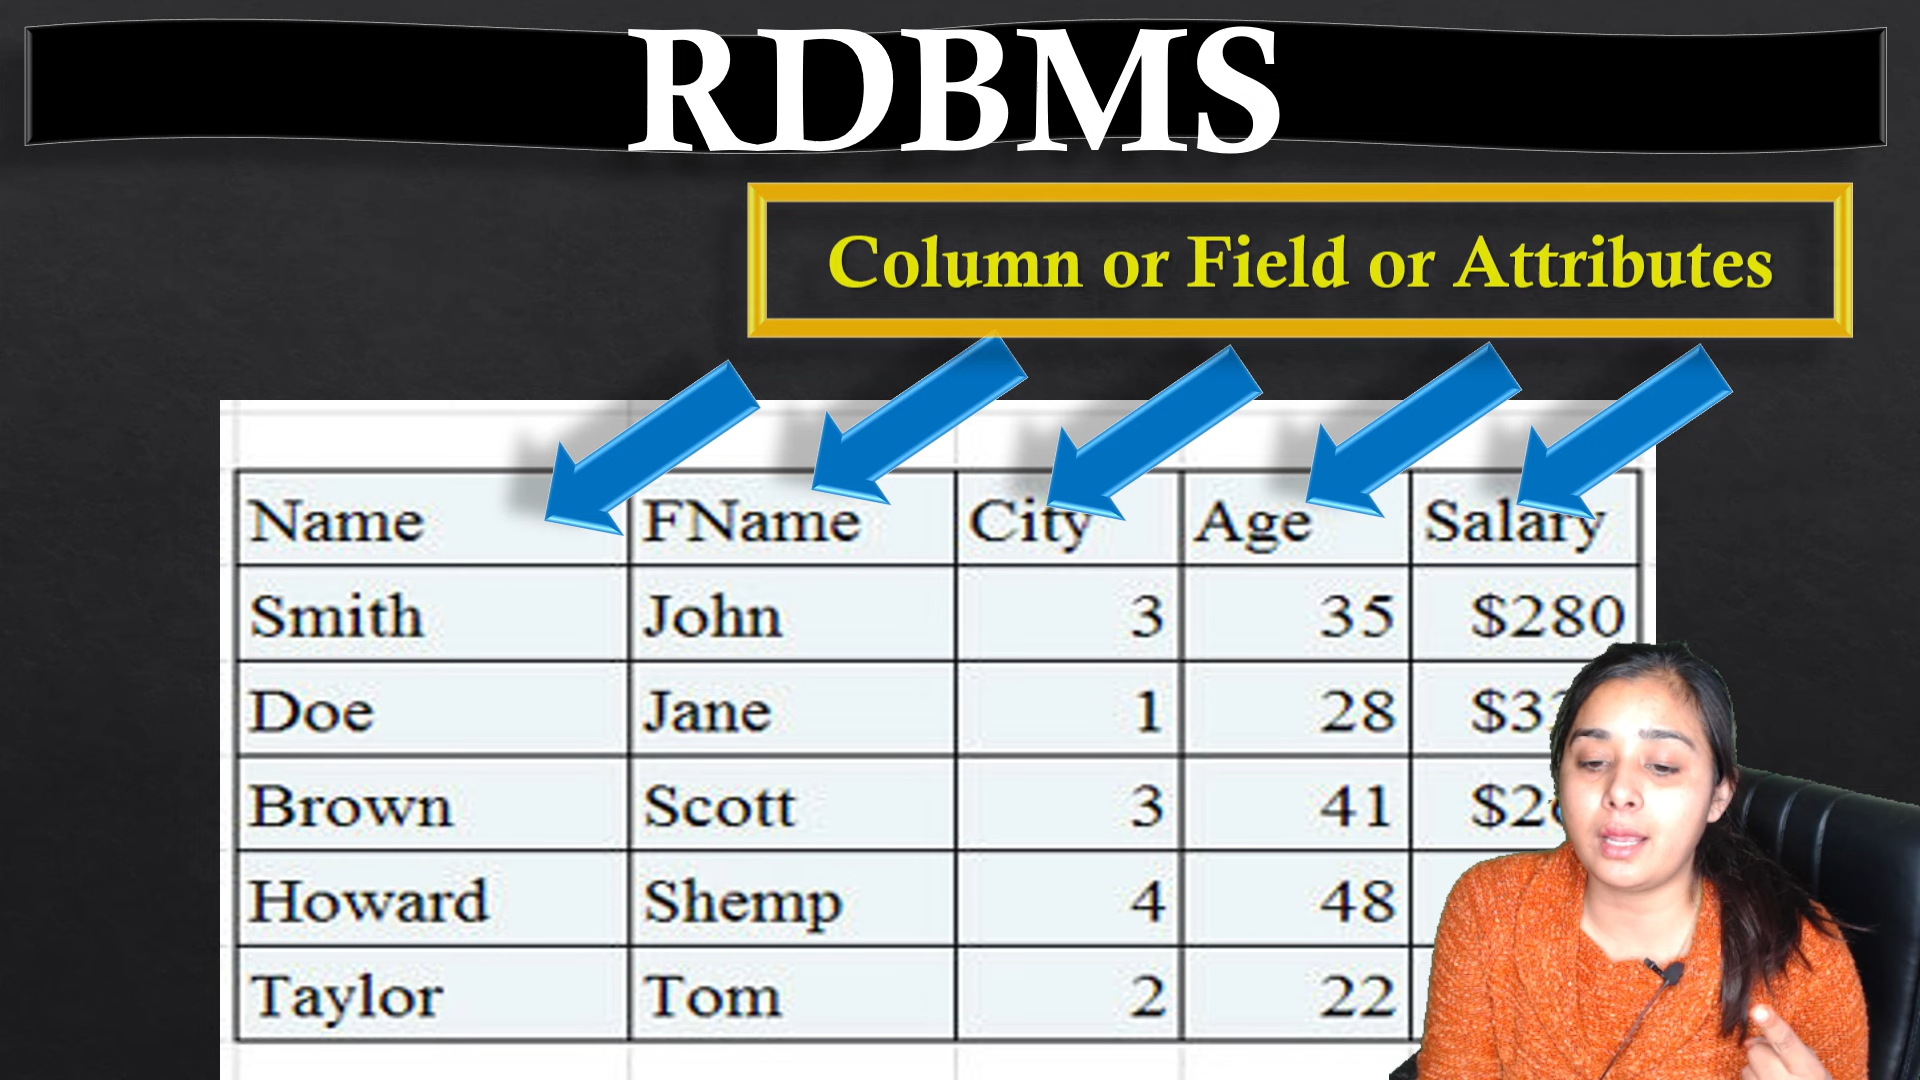 RDBMS
Column or Field or Attributes
Name FName City Age Salary
Smith John 3 35 $280
Doe Jane 1 28
Brown Scott 3 41
Howard Shemp 4 48
Taylor Tom 2 22